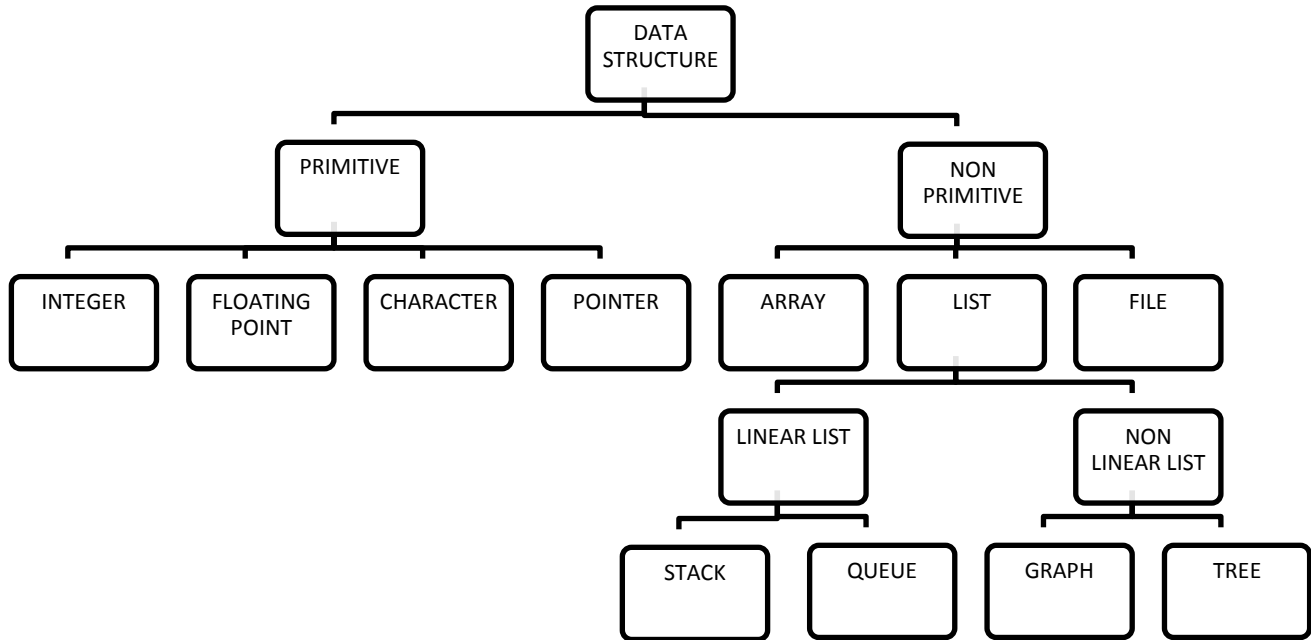 DATA
STRUCTURE
PRIMITIVE
NON
PRIMITIVE
INTEGER
FLOATING
POINT
CHARACTER
POINTER
ARRAY
LIST
FILE
LINEAR LIST
NON
LINEAR LIST
STACK
QUEUE
GRAPH
TREE